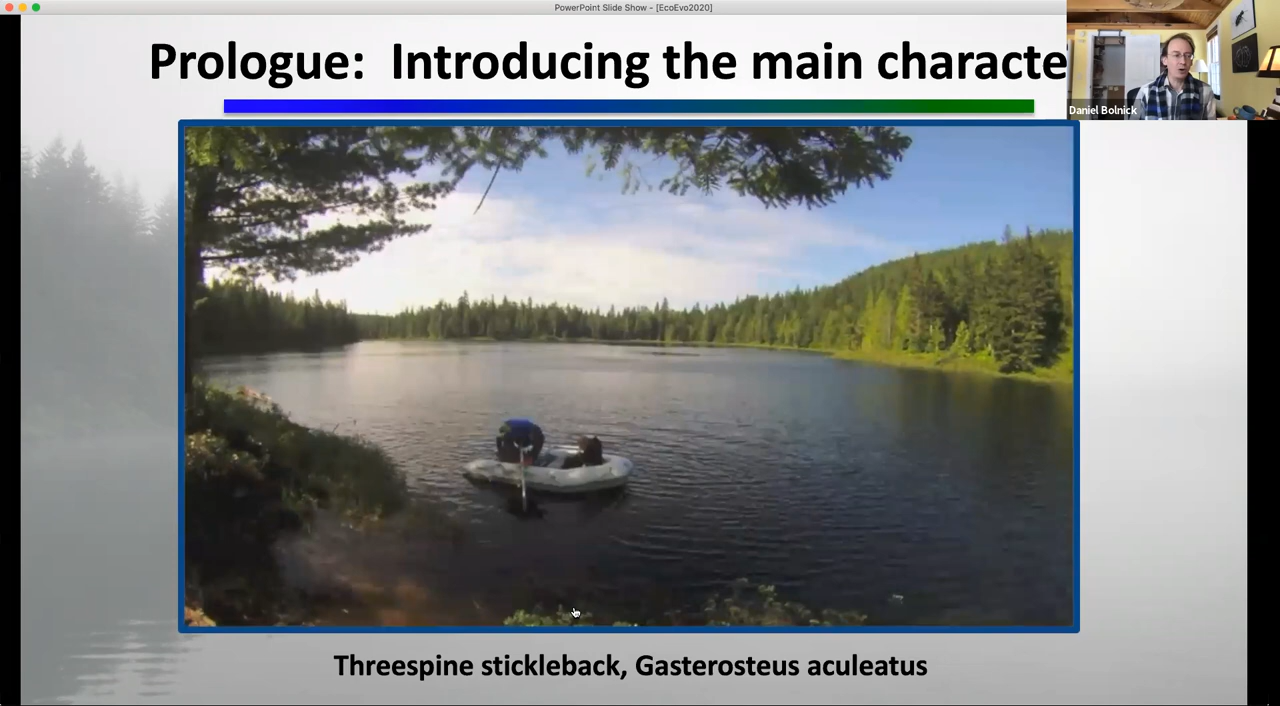 PowerPoint Slide Show - [EcoEvo2020]
Prologue: Introducing the main characte
Daniel Bolnick
Threespine stickleback, Gasterosteus aculeatus